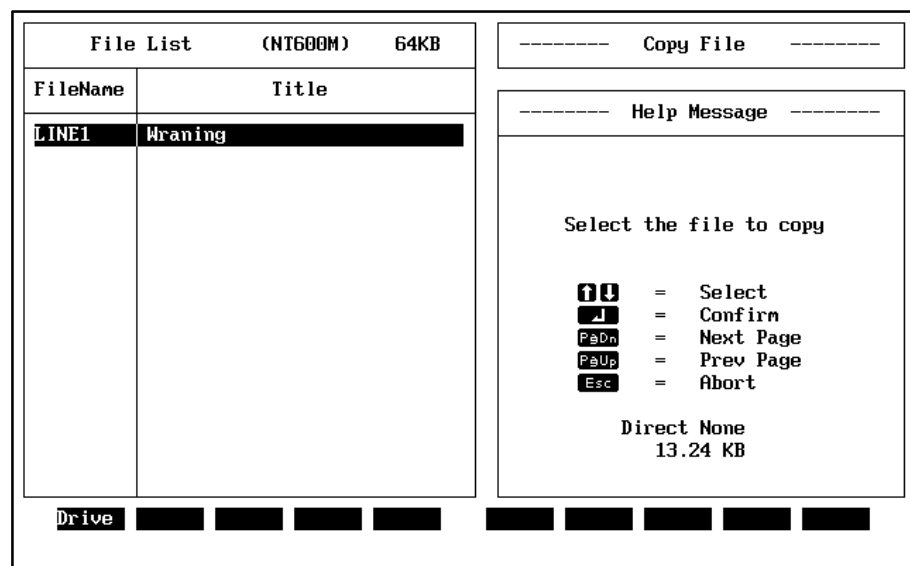 File List (NT600M) 64KB
FileName Title
LINE1 Wraning
-------- Copy File --------
-------- Help Message --------
Select the file to copy
↑↓ = Select
↵ = Confirm
PgDn = Next Page
PgUp = Prev Page
Esc = Abort
Direct None
13.24 KB
Drive